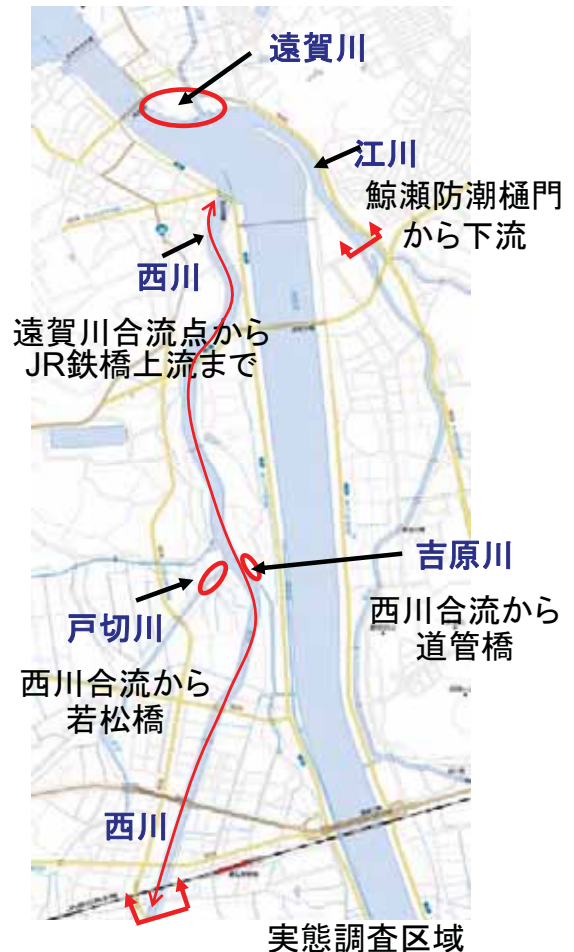 遠賀川
江川
鯨瀬防潮樋門
から下流
西川
遠賀川合流点から
JR鉄橋上流まで
吉原川
西川合流から
道管橋
戸切川
西川合流から
若松橋
西川
実態調査区域